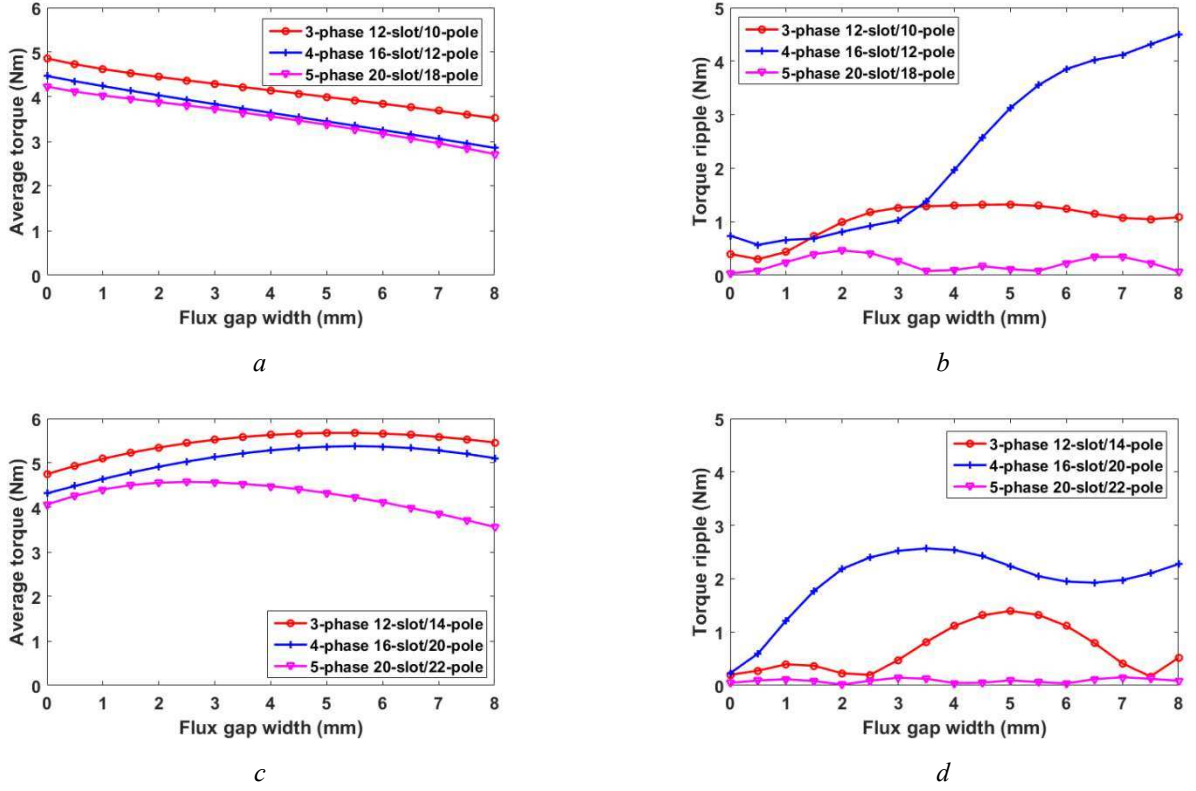 Average torque (Nm)
6
5
4
3
2
1
0
3-phase 12-slot/10-pole
4-phase 16-slot/12-pole
5-phase 20-slot/18-pole
0 1 2 3 4 5 6 7 8
Flux gap width (mm)
a
Torque ripple (Nm)
5
4
3
2
1
0
3-phase 12-slot/10-pole
4-phase 16-slot/12-pole
5-phase 20-slot/18-pole
0 1 2 3 4 5 6 7 8
Flux gap width (mm)
b
Average torque (Nm)
6
5
4
3
2
1
0
3-phase 12-slot/14-pole
4-phase 16-slot/20-pole
5-phase 20-slot/22-pole
0 1 2 3 4 5 6 7 8
Flux gap width (mm)
c
Torque ripple (Nm)
5
4
3
2
1
0
3-phase 12-slot/14-pole
4-phase 16-slot/20-pole
5-phase 20-slot/22-pole
0 1 2 3 4 5 6 7 8
Flux gap width (mm)
d